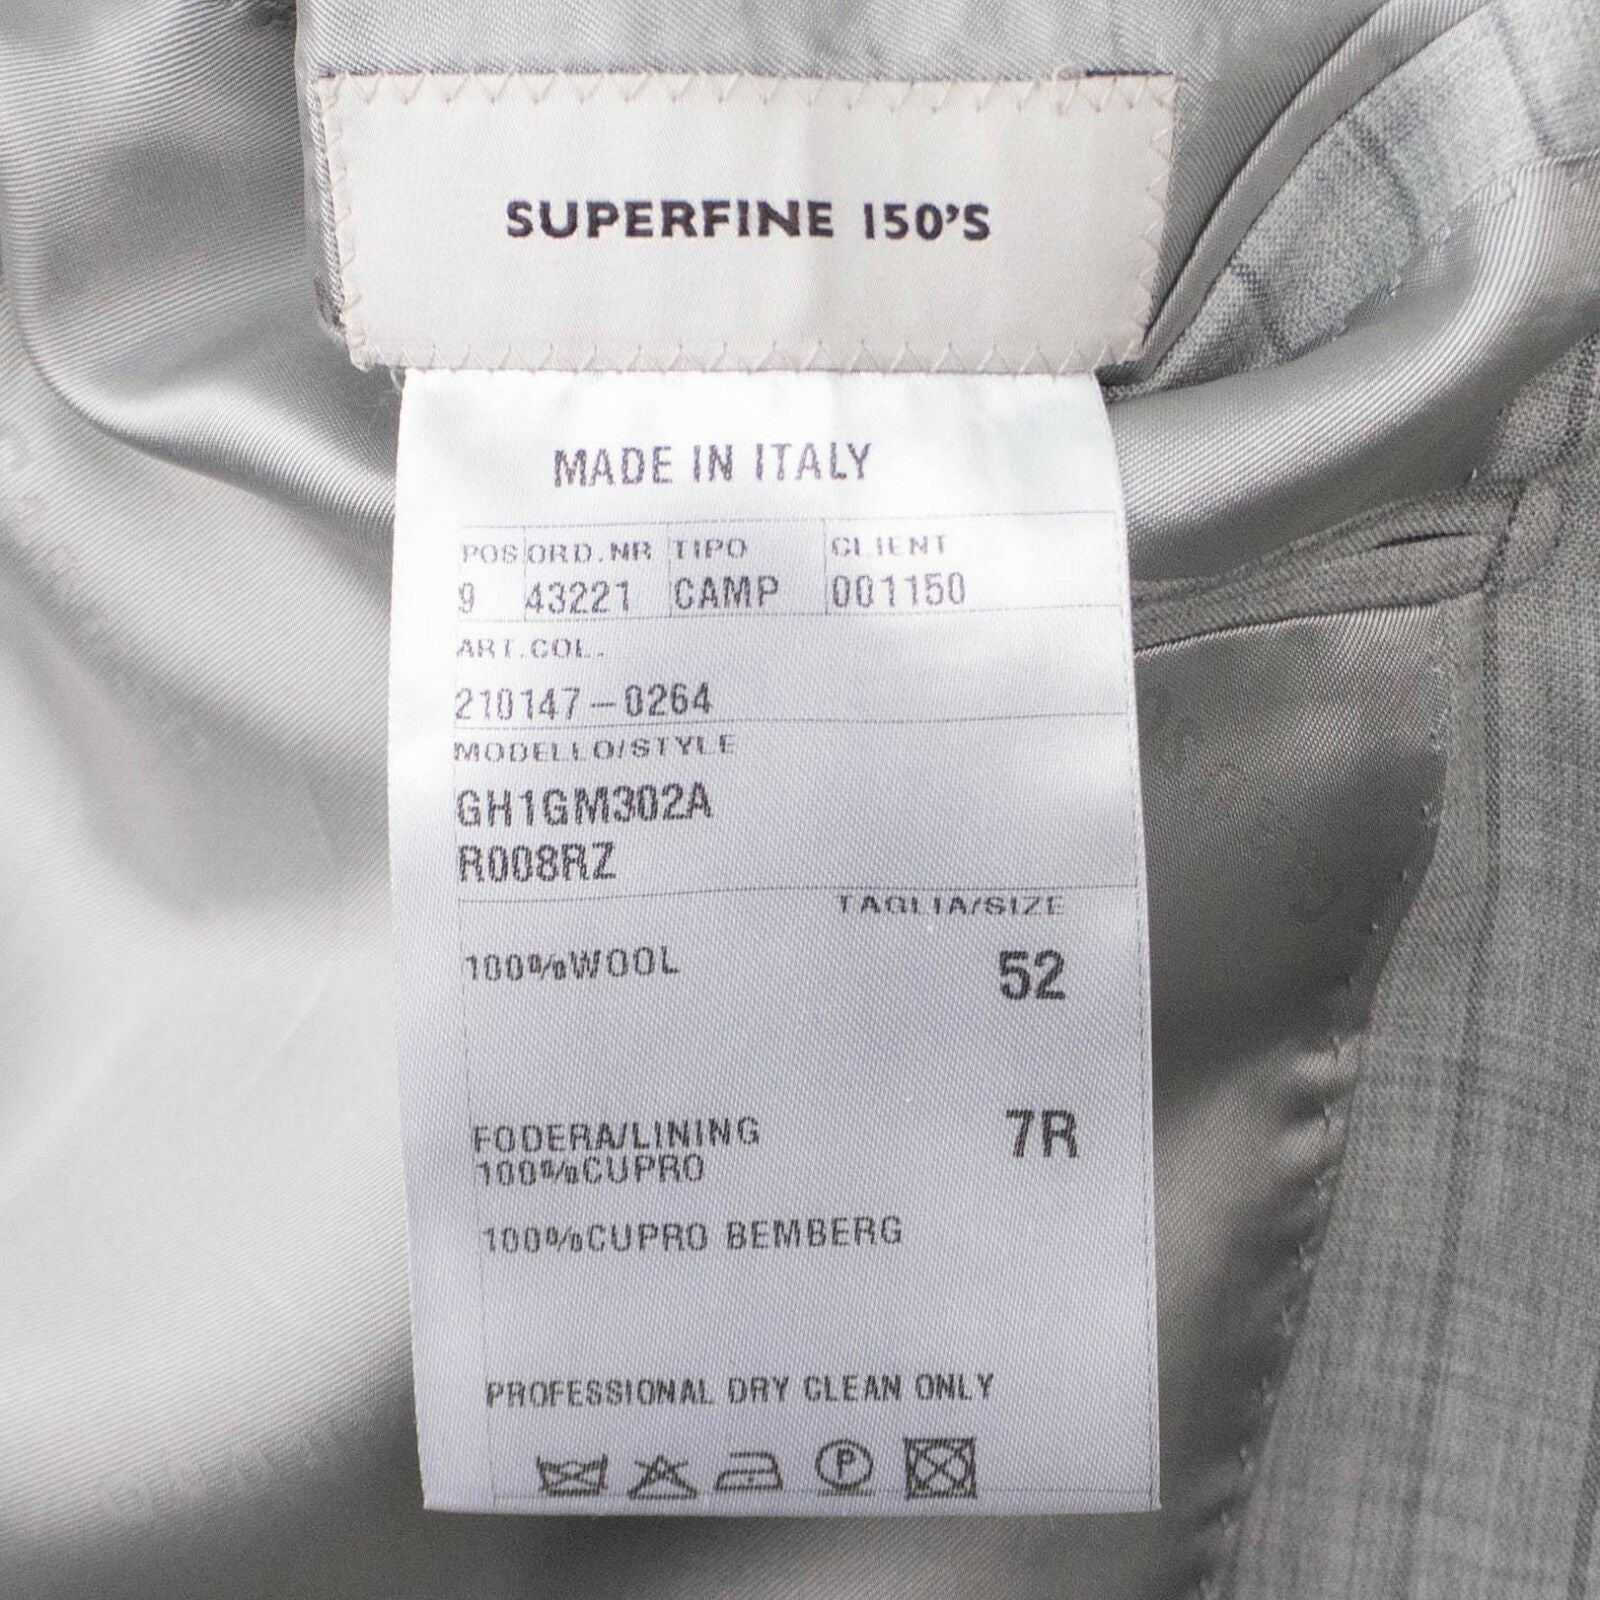 SUPERFINE 150'S
MADE IN ITALY
POS ORD.NR TIPO CLIENT
9 43221 CAMP 001150
ART.COL.
210147-0264
MODELLO/STYLE
GH1GM302A
R008RZ
TAGLIA/SIZE
100%WOOL 52
FODERA/LINING 7R
100%CUPRO
100%CUPRO BEMBERG
PROFESSIONAL DRY CLEAN ONLY
P